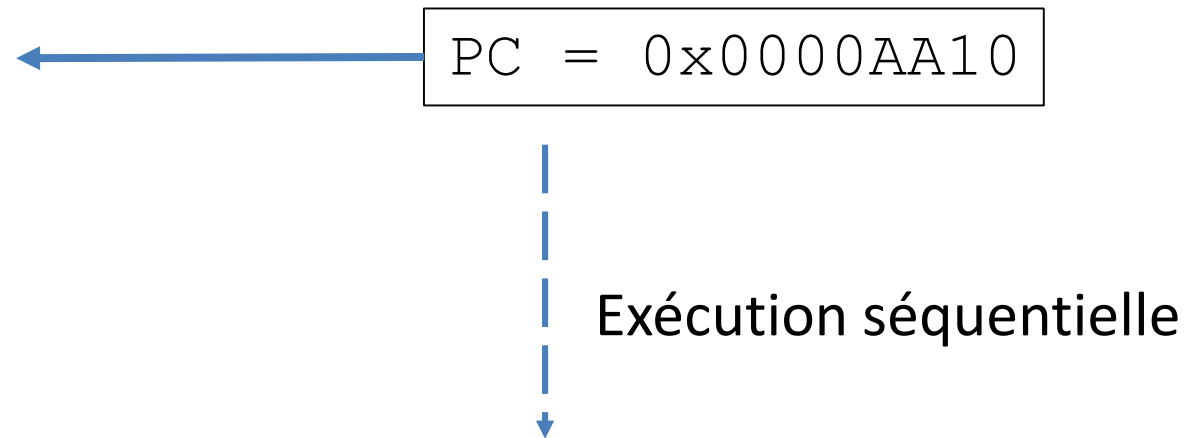 PC = 0x0000AA10
Exécution séquentielle